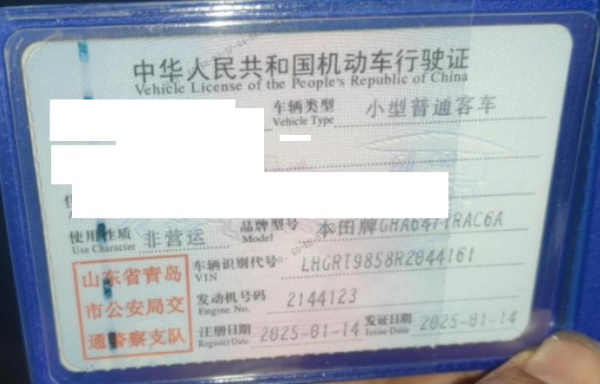 中华人民共和国机动车行驶证
Vehicle License of the People's Republic of China
车辆类型 小型普通客车
Vehicle Type
使用性质 非营运 品牌型号 本田牌GHA6471RAC6A
Use Character Model
山东省青岛
市公安局交
通警察支队
车辆识别代号 LHGRT9858R2044161
VIN
发动机号码 2144123
Engine No.
注册日期 2025-01-14 发证日期 2025-01-14
Register Date Issue Date